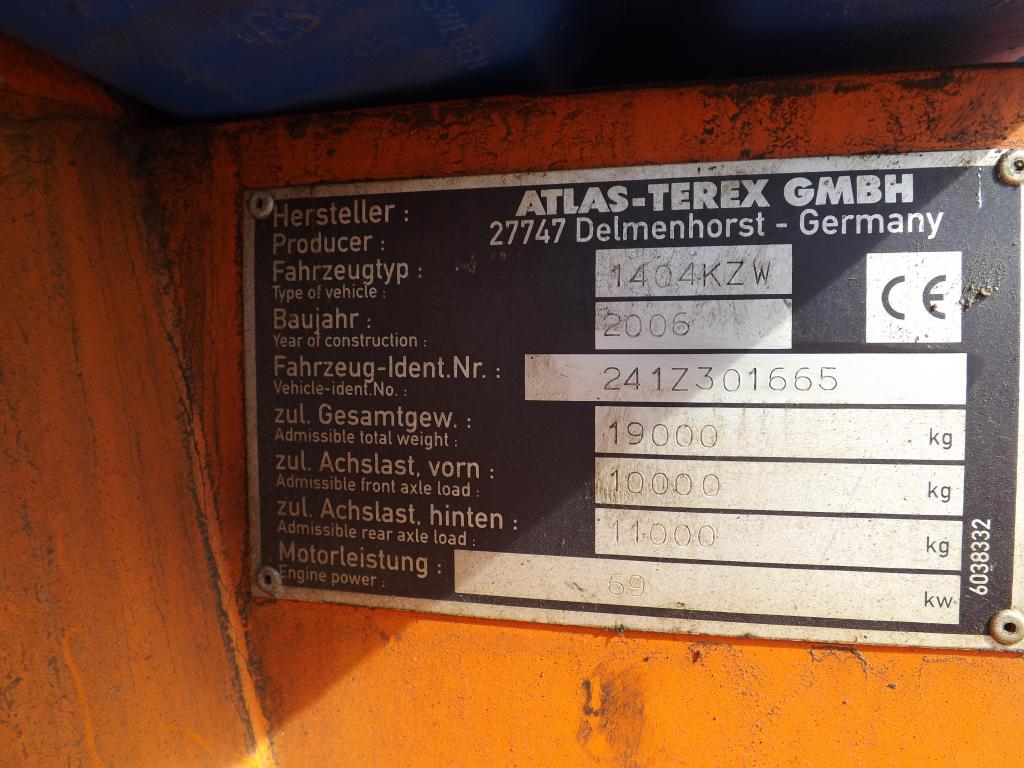 SWEDEN
Hersteller : ATLAS-TEREX GMBH
Producer : 27747 Delmenhorst - Germany
Fahrzeugtyp : 1404KZW
Type of vehicle :
CE
Baujahr : 2006
Year of construction :
Fahrzeug-Ident.Nr. : 241Z301665
Vehicle-ident.No. :
zul. Gesamtgew. : 19000 kg
Admissible total weight :
zul. Achslast, vorn : 10000 kg
Admissible front axle load :
zul. Achslast, hinten : 11000 kg
Admissible rear axle load :
Motorleistung : 69 kw
Engine power :
6038332